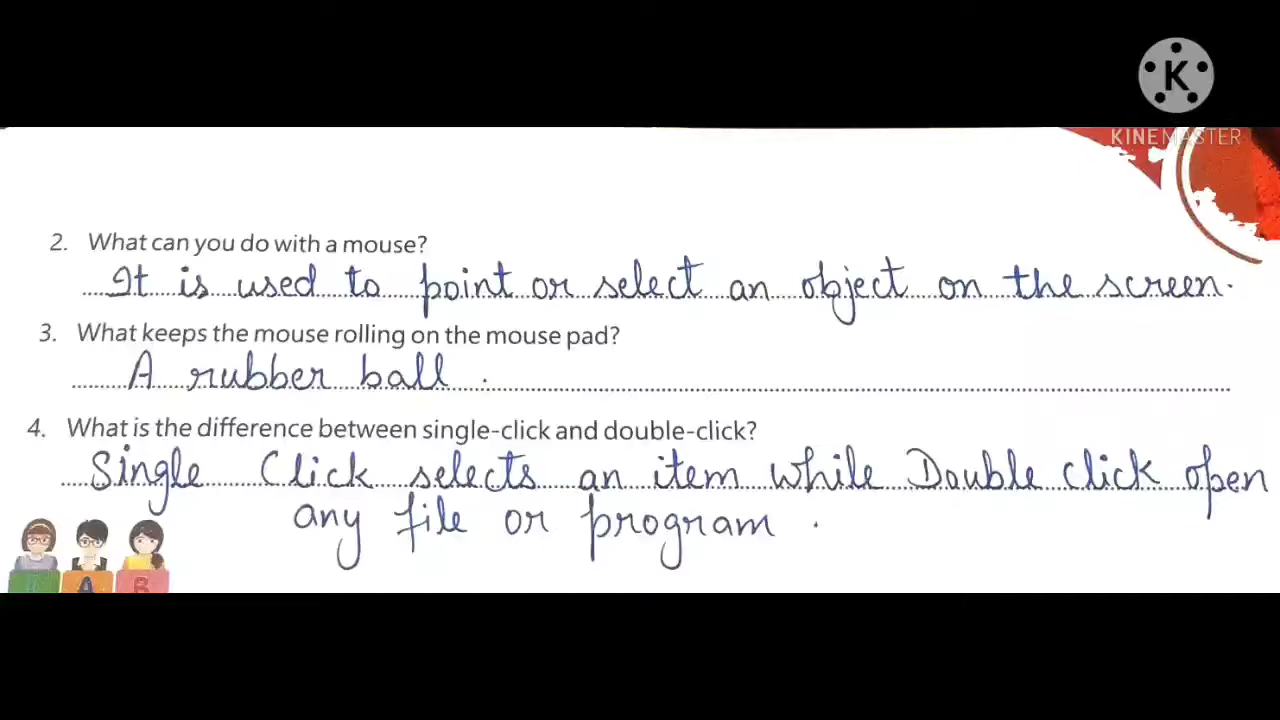 K
KINEMASTER
2. What can you do with a mouse?
It is used to point or select an object on the screen.
3. What keeps the mouse rolling on the mouse pad?
A rubber ball.
4. What is the difference between single-click and double-click?
Single Click selects an item while Double click open
any file or program.
A B